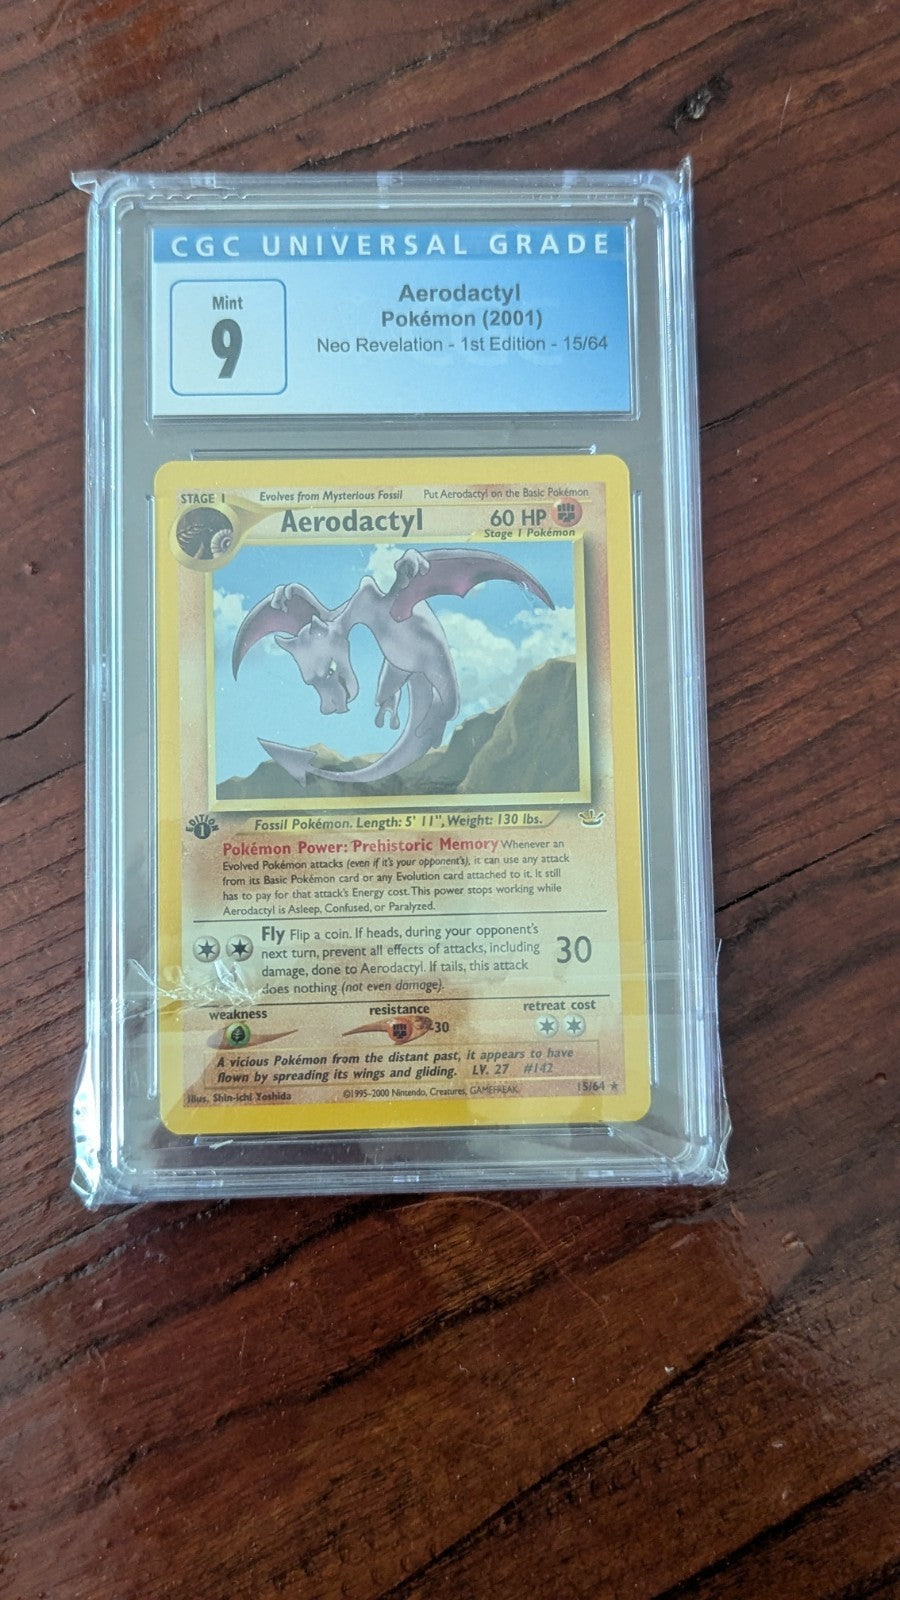 CGC UNIVERSAL GRADE
Mint
9
Aerodactyl
Pokémon (2001)
Neo Revelation - 1st Edition - 15/64
STAGE 1
Evolves from Mysterious Fossil
Put Aerodactyl on the Basic Pokémon
Aerodactyl
60 HP
Stage 1 Pokémon
EDITION
1
Fossil Pokémon. Length: 5' 11", Weight: 130 lbs.
Pokémon Power: Prehistoric Memory Whenever an
Evolved Pokémon attacks (even if it's your opponent's), it can use any attack
from its Basic Pokémon card or any Evolution card attached to it. It still
has to pay for that attack's Energy cost. This power stops working while
Aerodactyl is Asleep, Confused, or Paralyzed.
Fly Flip a coin. If heads, during your opponent's
next turn, prevent all effects of attacks, including
damage, done to Aerodactyl. If tails, this attack
does nothing (not even damage).
30
weakness
resistance
-30
retreat cost
A vicious Pokémon from the distant past, it appears to have
flown by spreading its wings and gliding. LV. 27 #142
Illus. Shin-ichi Yoshida
©1995-2000 Nintendo, Creatures, GAMEFREAK.
15/64 ★